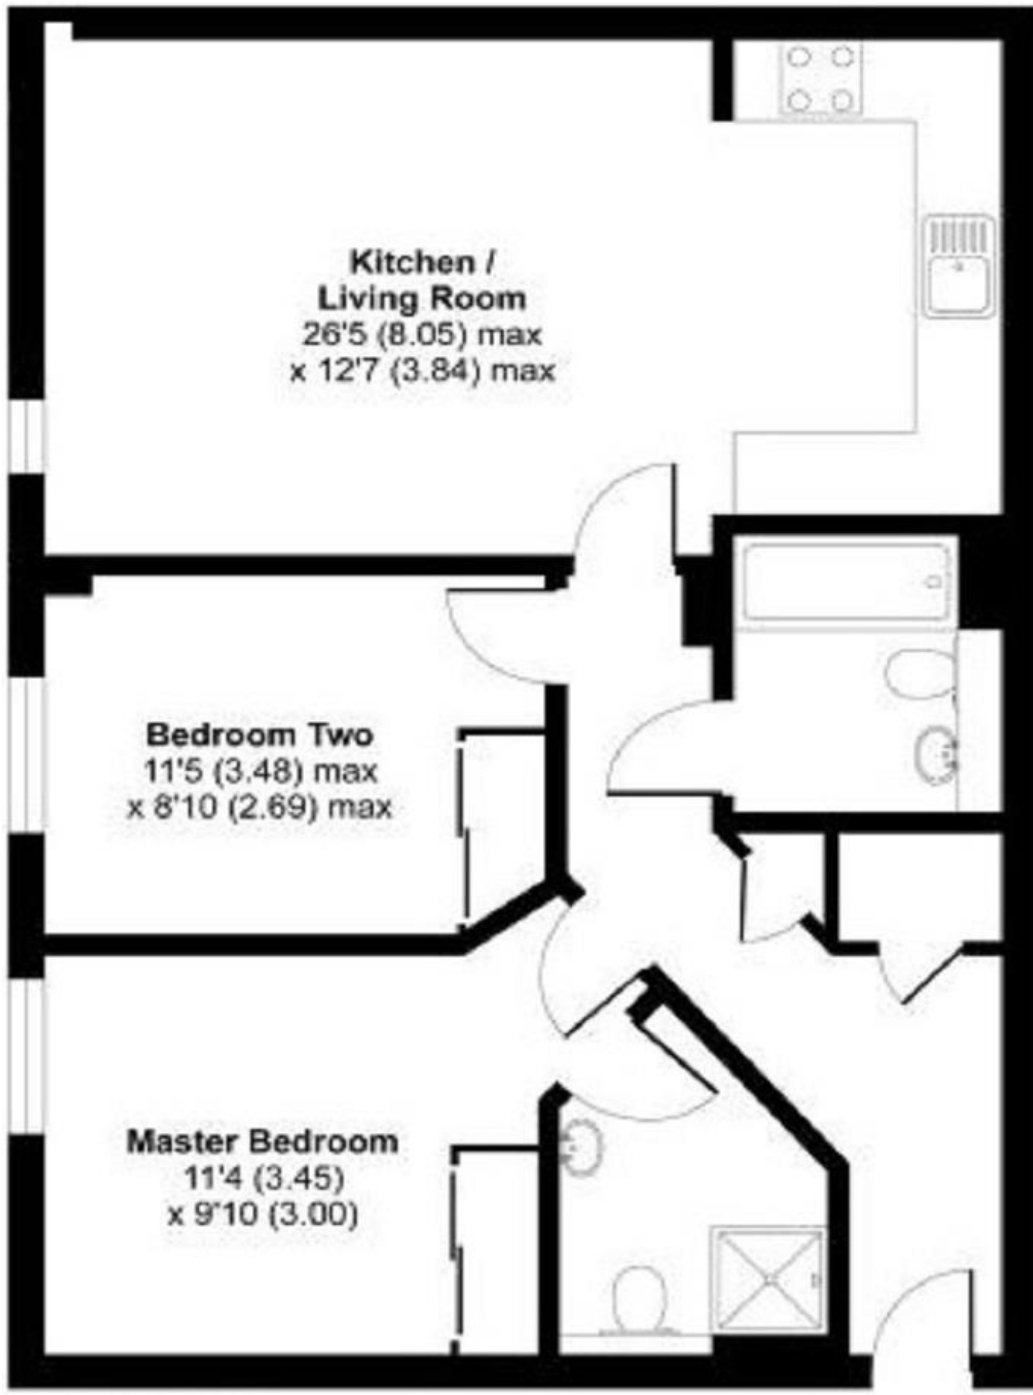 Kitchen /
Living Room
26'5 (8.05) max
x 12'7 (3.84) max
Bedroom Two
11'5 (3.48) max
x 8'10 (2.69) max
Master Bedroom
11'4 (3.45)
x 9'10 (3.00)